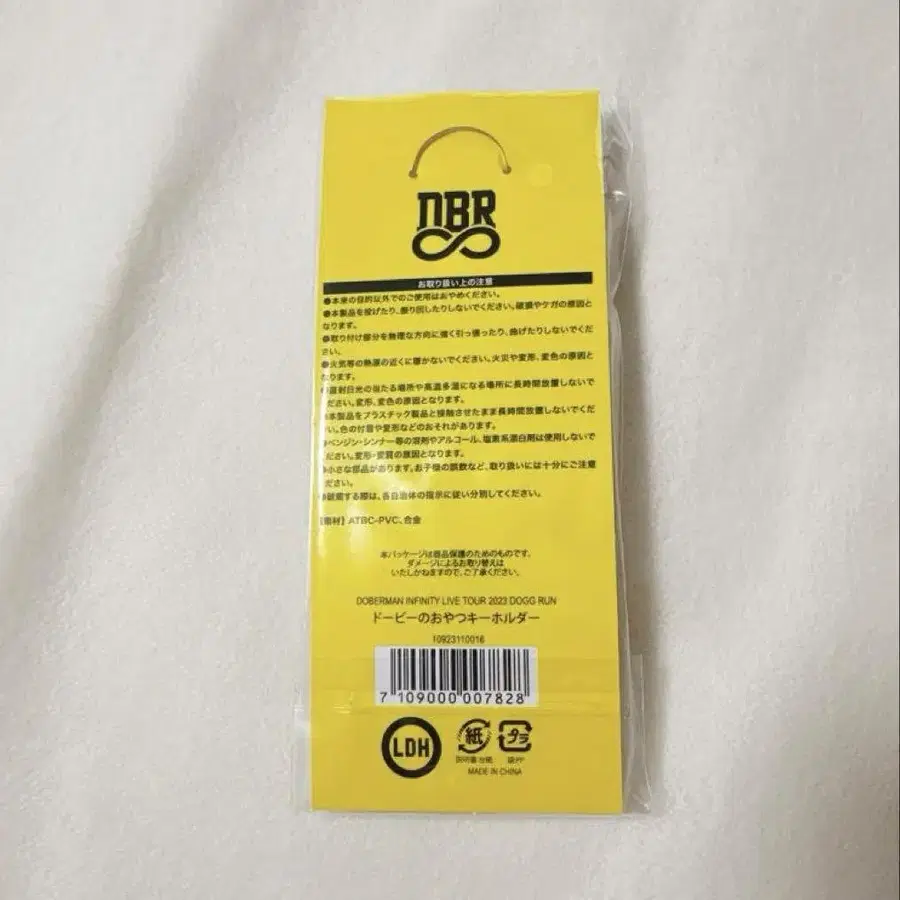 DBR
お取り扱い上の注意
●本来の目的以外でのご使用はおやめください。
●本製品を投げたり、振り回したりしないでください。破損やケガの原因と
なります。
●取り付け部分を無理な方向に強く引っ張ったり、曲げたりしないでくだ
さい。
●火気等の熱源の近くに置かないでください。火災や変形、変色の原因と
なります。
●直射日光の当たる場所や高温多湿になる場所に長時間放置しないで
ください。変形、変色の原因となります。
●本製品をプラスチック製品と接触させたまま長時間放置しないでくだ
さい。色の付着や変形などのおそれがあります。
●ベンジン・シンナー等の溶剤やアルコール、塩素系漂白剤は使用しないで
ください。変形・変質の原因となります。
●小さな部品があります。お子様の誤飲など、取り扱いには十分にご注意
ください。
●破棄する際は、各自治体の指示に従い分別してください。
【素材】ATBC-PVC、合金
本パッケージは商品保護のためのものです。
ダメージによるお取り替えは
いたしかねますので、ご了承ください。
DOBERMAN INFINITY LIVE TOUR 2023 DOGG RUN
ドービーのおやつキーホルダー
10923110016
7 109000 007828
LDH
紙 プラ
説明書台紙 袋:PP
MADE IN CHINA